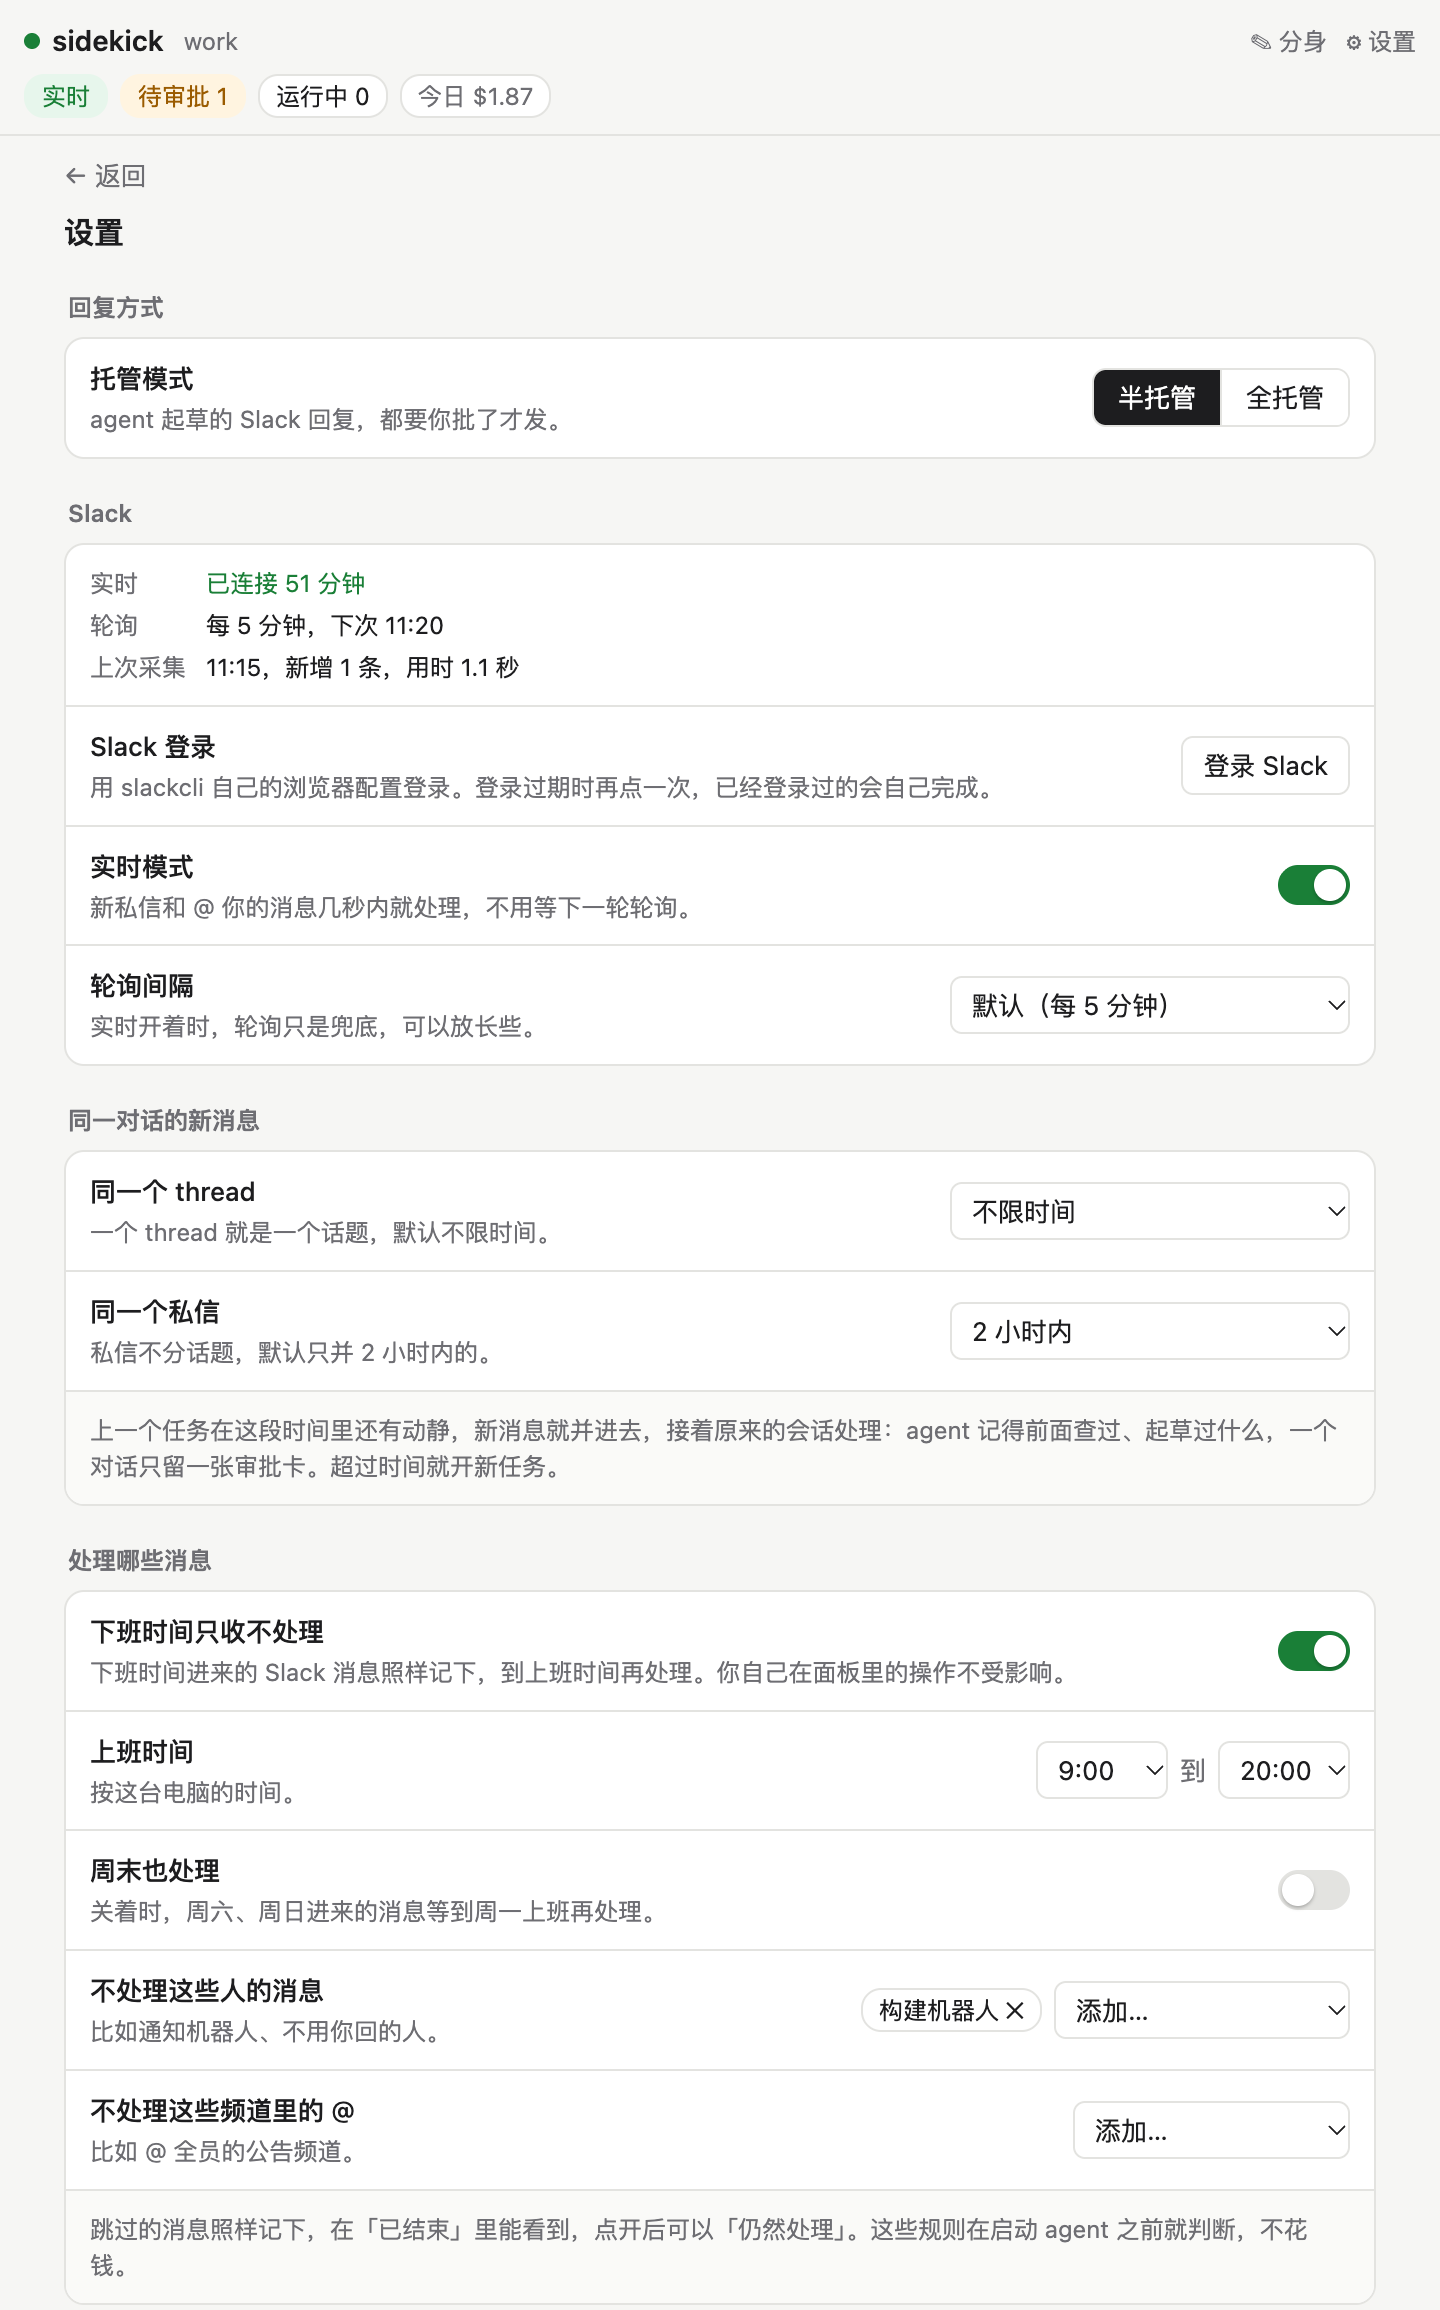 sidekick work
✎ 分身 ⚙ 设置
实时 待审批 1 运行中 0 今日 $1.87
← 返回
设置
回复方式
托管模式
agent 起草的 Slack 回复，都要你批了才发。
半托管 全托管
Slack
实时 已连接 51 分钟
轮询 每 5 分钟，下次 11:20
上次采集 11:15，新增 1 条，用时 1.1 秒
Slack 登录
用 slackcli 自己的浏览器配置登录。登录过期时再点一次，已经登录过的会自己完成。
登录 Slack
实时模式
新私信和 @ 你的消息几秒内就处理，不用等下一轮轮询。
轮询间隔
实时开着时，轮询只是兜底，可以放长些。
默认（每 5 分钟）
同一对话的新消息
同一个 thread
一个 thread 就是一个话题，默认不限时间。
不限时间
同一个私信
私信不分话题，默认只并 2 小时内的。
2 小时内
上一个任务在这段时间里还有动静，新消息就并进去，接着原来的会话处理：agent 记得前面查过、起草过什么，一个
对话只留一张审批卡。超过时间就开新任务。
处理哪些消息
下班时间只收不处理
下班时间进来的 Slack 消息照样记下，到上班时间再处理。你自己在面板里的操作不受影响。
上班时间
按这台电脑的时间。
9:00 到 20:00
周末也处理
关着时，周六、周日进来的消息等到周一上班再处理。
不处理这些人的消息
比如通知机器人、不用你回的人。
构建机器人 ✕ 添加...
不处理这些频道里的 @
比如 @ 全员的公告频道。
添加...
跳过的消息照样记下，在「已结束」里能看到，点开后可以「仍然处理」。这些规则在启动 agent 之前就判断，不花
钱。